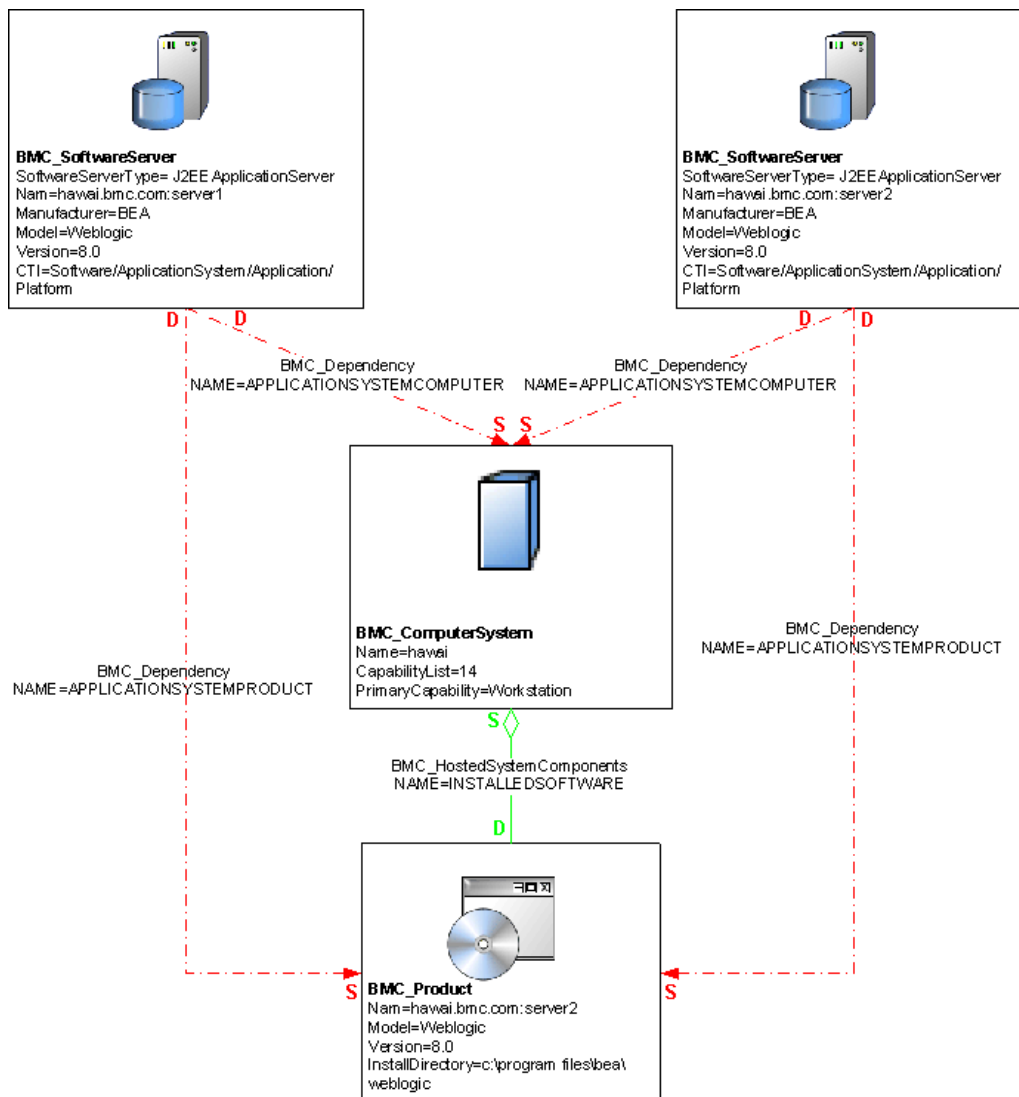 BMC_SoftwareServer
SoftwareServerType= J2EE ApplicationServer
Nam=hawai.bmc.com:server1
Manufacturer=BEA
Model=Weblogic
Version=8.0
CTI=Software/ApplicationSystem/Application/
Platform
BMC_SoftwareServer
SoftwareServerType= J2EE ApplicationServer
Nam=hawai.bmc.com:server2
Manufacturer=BEA
Model=Weblogic
Version=8.0
CTI=Software/ApplicationSystem/Application/
Platform
D D
D D
BMC_Dependency
NAME=APPLICATIONSYSTEMCOMPUTER
BMC_Dependency
NAME=APPLICATIONSYSTEMCOMPUTER
S S
BMC_ComputerSystem
Name=hawai
CapabilityList=14
PrimaryCapability=Workstation
BMC_Dependency
NAME=APPLICATIONSYSTEMPRODUCT
BMC_Dependency
NAME=APPLICATIONSYSTEMPRODUCT
S
BMC_HostedSystemComponents
NAME=INSTALLEDSOFTWARE
D
S
S
BMC_Product
Nam=hawai.bmc.com:server2
Model=Weblogic
Version=8.0
InstallDirectory=c:\program files\bea\
weblogic